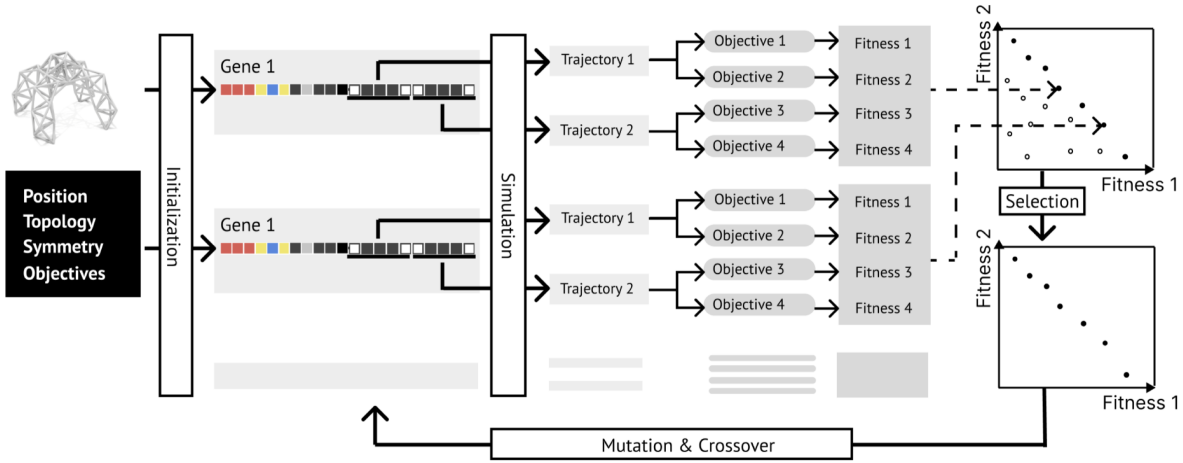 Position
Topology
Symmetry
Objectives
Initialization
Gene 1
Gene 1
Simulation
Trajectory 1
Trajectory 2
Trajectory 1
Trajectory 2
Objective 1
Objective 2
Objective 3
Objective 4
Objective 1
Objective 2
Objective 3
Objective 4
Fitness 1
Fitness 2
Fitness 3
Fitness 4
Fitness 1
Fitness 2
Fitness 3
Fitness 4
Fitness 2
Fitness 1
Selection
Fitness 2
Fitness 1
Mutation & Crossover